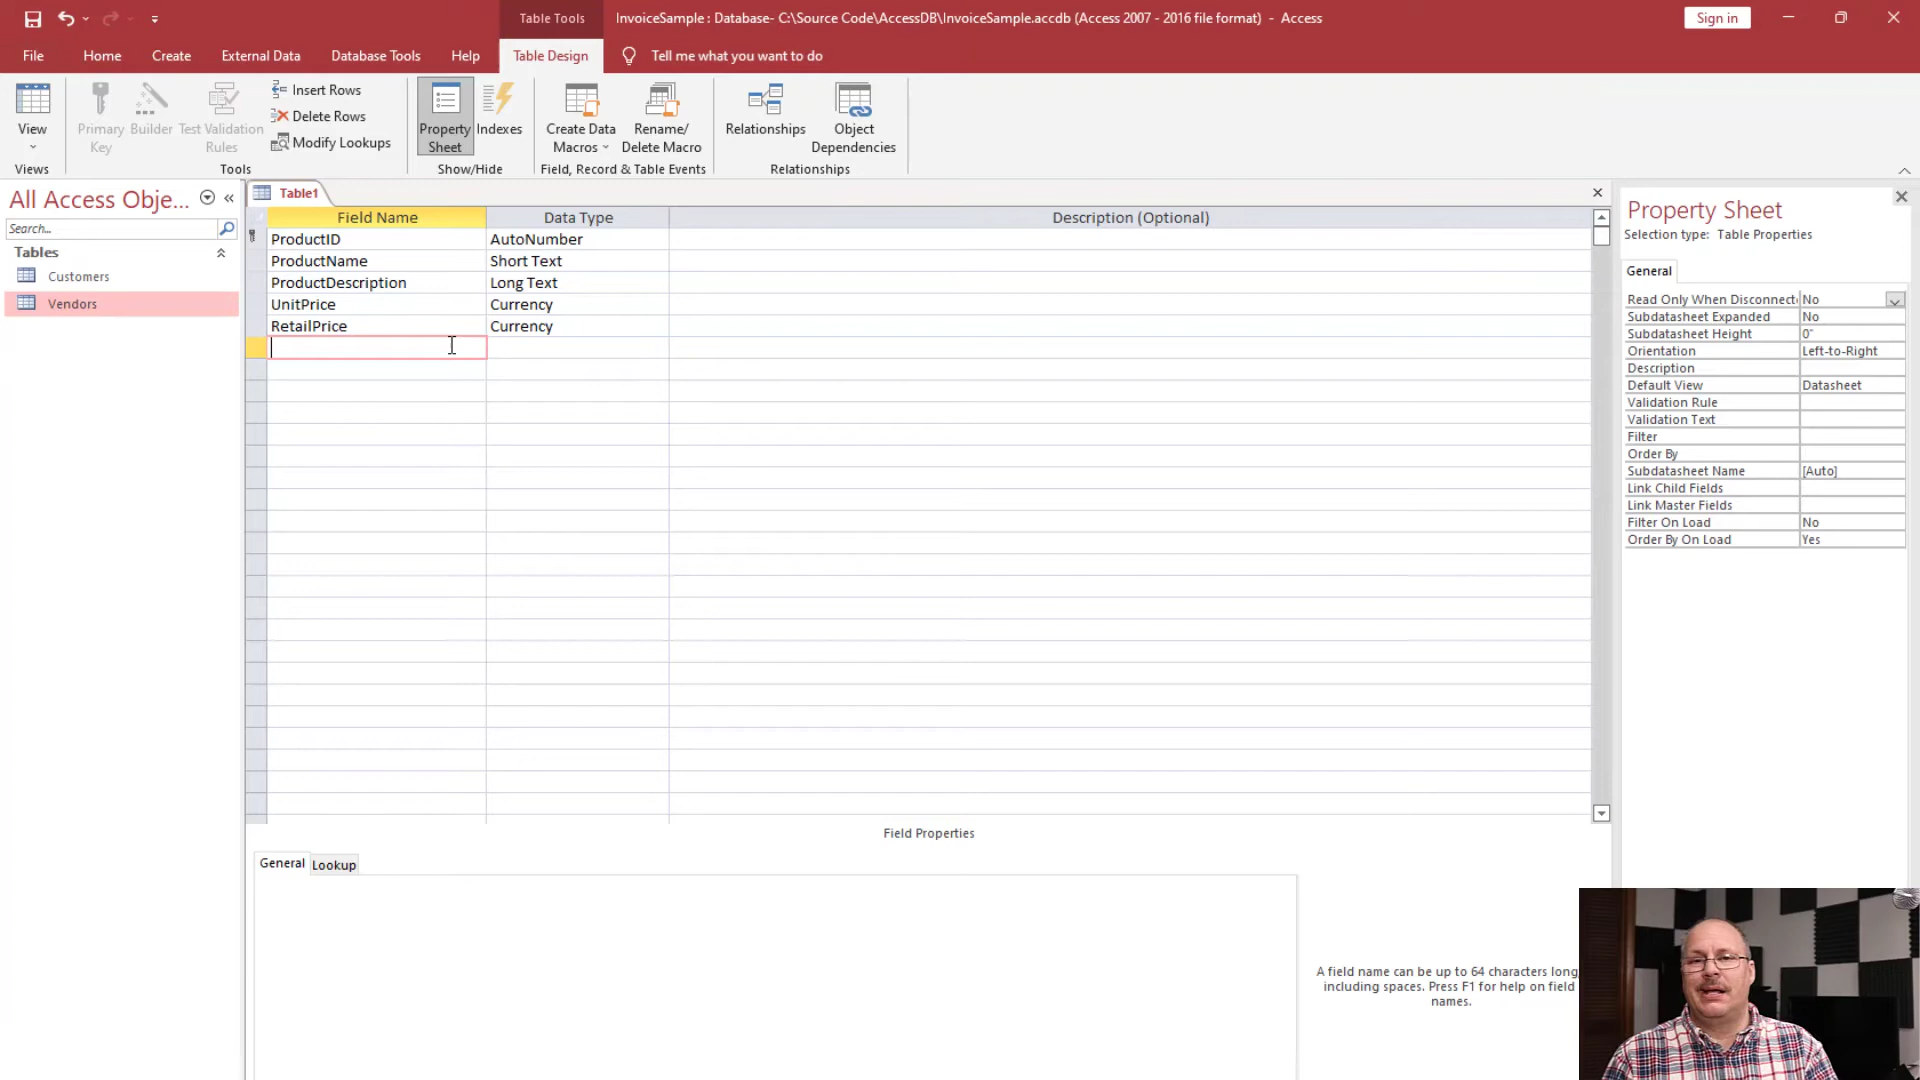 Table Tools
InvoiceSample : Database- C:\Source Code\AccessDB\InvoiceSample.accdb (Access 2007 - 2016 file format) - Access
Sign in
File
Home
Create
External Data
Database Tools
Help
Table Design
Tell me what you want to do
View
Primary Key
Builder
Test Validation Rules
Insert Rows
Delete Rows
Modify Lookups
Property Sheet
Indexes
Create Data Macros
Rename/ Delete Macro
Relationships
Object Dependencies
Views
Tools
Show/Hide
Field, Record & Table Events
Relationships
All Access Obje...
Search...
Tables
Customers
Vendors
Table1
Field Name Data Type Description (Optional)
ProductID AutoNumber
ProductName Short Text
ProductDescription Long Text
UnitPrice Currency
RetailPrice Currency
Field Properties
General Lookup
A field name can be up to 64 characters long,
including spaces. Press F1 for help on field
names.
Property Sheet
Selection type: Table Properties
General
Read Only When Disconnect No
Subdatasheet Expanded No
Subdatasheet Height 0"
Orientation Left-to-Right
Description
Default View Datasheet
Validation Rule
Validation Text
Filter
Order By
Subdatasheet Name [Auto]
Link Child Fields
Link Master Fields
Filter On Load No
Order By On Load Yes